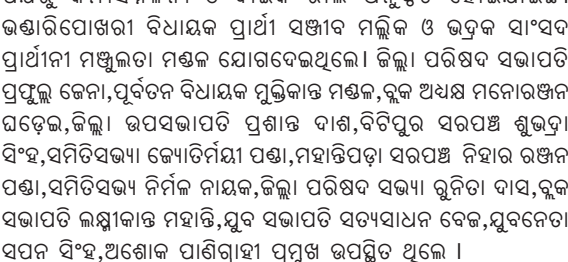 ଭଣ୍ଡାରିପୋଖରୀ ବିଧାୟକ ପ୍ରାର୍ଥୀ ସଞ୍ଜୀବ ମଲ୍ଲିକ ଓ ଭଦ୍ରକ ସାଂସଦ
ପ୍ରାର୍ଥୀନୀ ମଞ୍ଜୁଲତା ମଣ୍ଡଳ ଯୋଗଦେଇଥିଲେ। ଜିଲ୍ଲା ପରିଷଦ ସଭାପତି
ପ୍ରଫୁଲ୍ଲ ଜେନା,ପୂର୍ବତନ ବିଧାୟକ ମୁକ୍ତିକାନ୍ତ ମଣ୍ଡଳ,ବ୍ଲକ ଅଧକ୍ଷ ମନୋରଞ୍ଜନ
ଘଡ଼େଇ,ଜିଲ୍ଲା ଉପସଭାପତି ପ୍ରଶାନ୍ତ ଦାଶ,ବିଟିପୁର ସରପଞ୍ଚ ଶୁଭଦ୍ରା
ସିଂହ,ସମିତିସଭ୍ୟା ଜ୍ୟୋତିର୍ମୟୀ ପଣ୍ଡା,ମହାନ୍ତିପଡ଼ା ସରପଞ୍ଚ ନିହାର ରଞ୍ଜନ
ପଣ୍ଡା,ସମିତିସଭ୍ୟ ନିର୍ମଳ ନାୟକ,ଜିଲ୍ଲା ପରିଷଦ ସଭ୍ୟା ରୁନିତା ଦାସ,ବ୍ଲକ
ସଭାପତି ଲକ୍ଷ୍ମୀକାନ୍ତ ମହାନ୍ତି,ଯୁବ ସଭାପତି ସତ୍ୟସାଧନ ବେଜ,ଯୁବନେତା
ସପନ ସିଂହ,ଅଶୋକ ପାଣିଗ୍ରାହୀ ପ୍ରମୁଖ ଉପସ୍ଥିତ ଥିଲେ ।